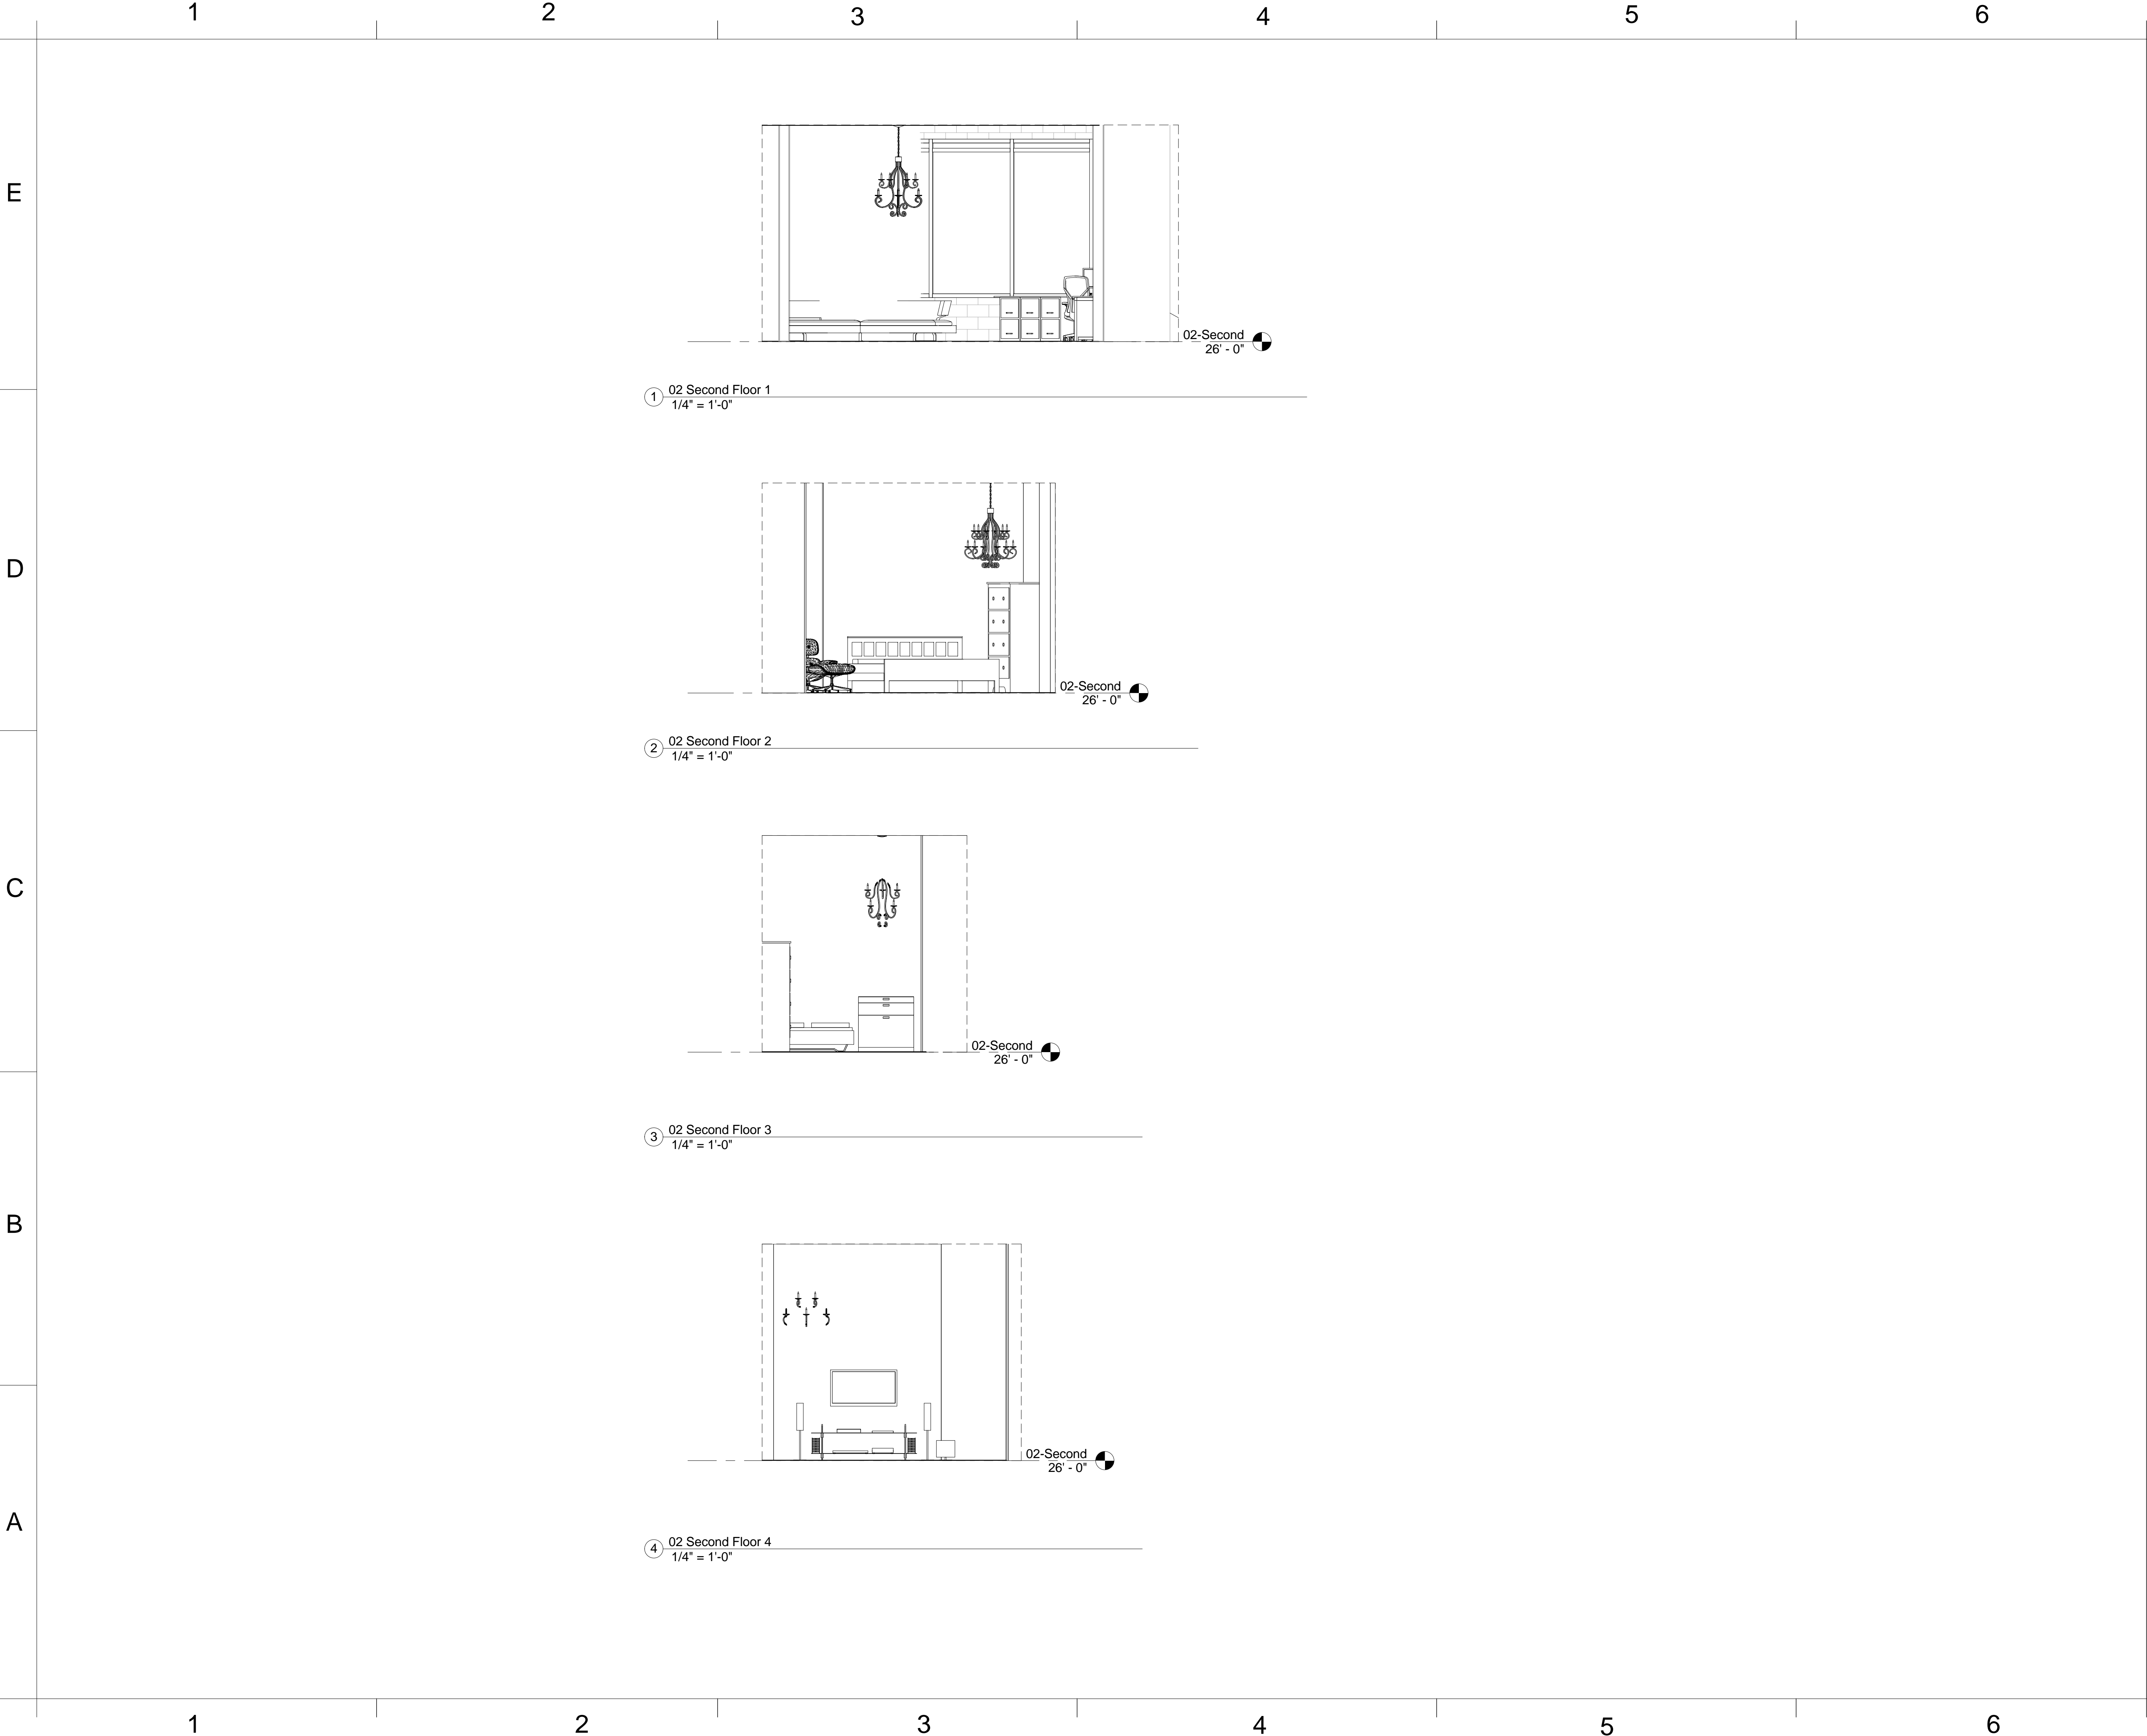 1 2 3 4 5 6
E
02-Second
26' - 0"
1 02 Second Floor 1
1/4" = 1'-0"
D
02-Second
26' - 0"
2 02 Second Floor 2
1/4" = 1'-0"
C
02-Second
26' - 0"
3 02 Second Floor 3
1/4" = 1'-0"
B
02-Second
26' - 0"
A
4 02 Second Floor 4
1/4" = 1'-0"
1 2 3 4 5 6